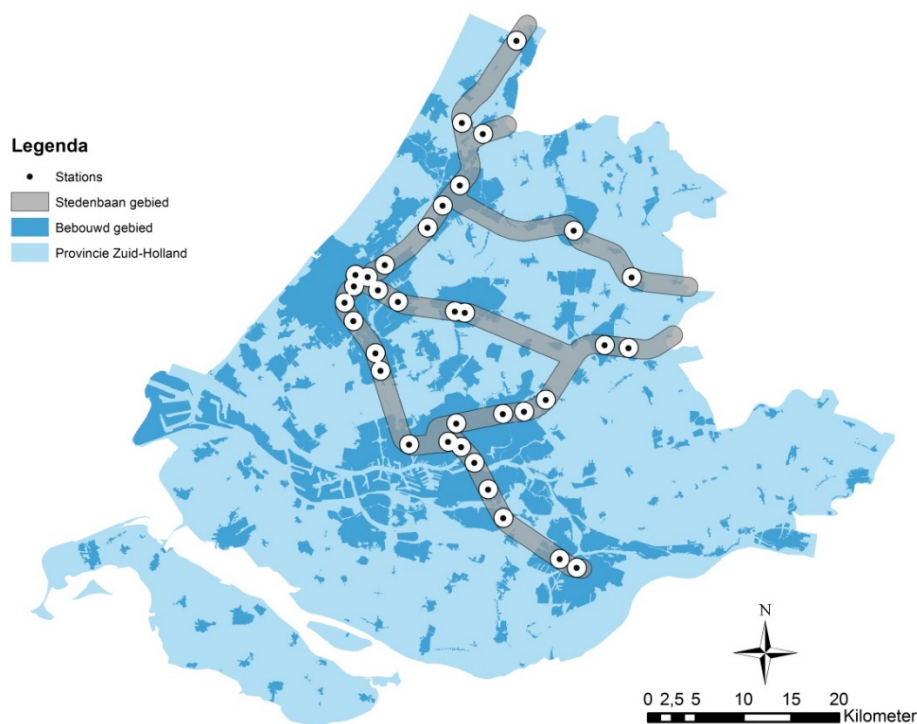 Legenda
Stations
Stedenbaan gebied
Bebouwd gebied
Provincie Zuid-Holland
N
0 2,5 5 10 15 20
Kilometer